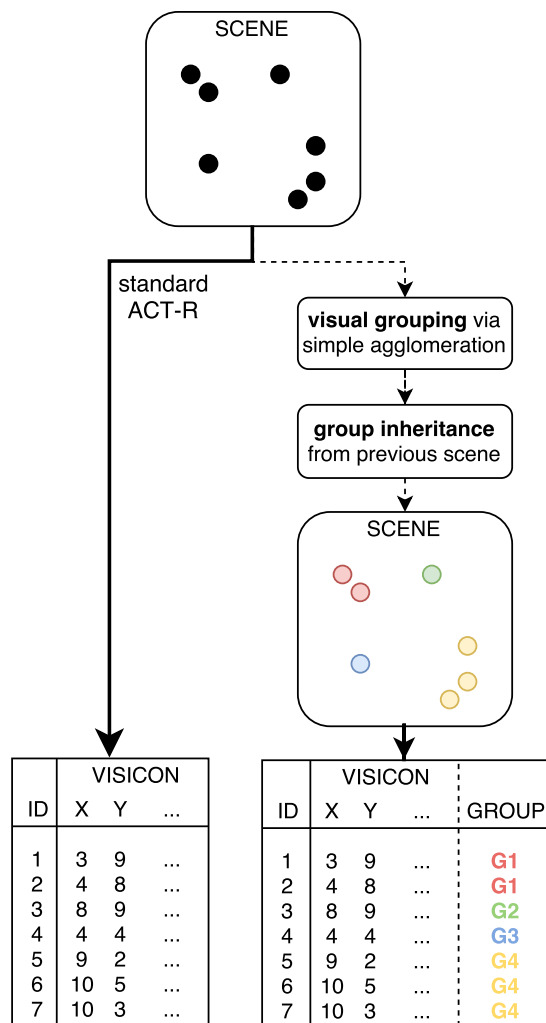 SCENE
standard
ACT-R
visual grouping via
simple agglomeration
group inheritance
from previous scene
SCENE
VISICON
ID X Y ...
1 3 9 ...
2 4 8 ...
3 8 9 ...
4 4 4 ...
5 9 2 ...
6 10 5 ...
7 10 3 ...
VISICON
ID X Y ... GROUP
1 3 9 ... G1
2 4 8 ... G1
3 8 9 ... G2
4 4 4 ... G3
5 9 2 ... G4
6 10 5 ... G4
7 10 3 ... G4